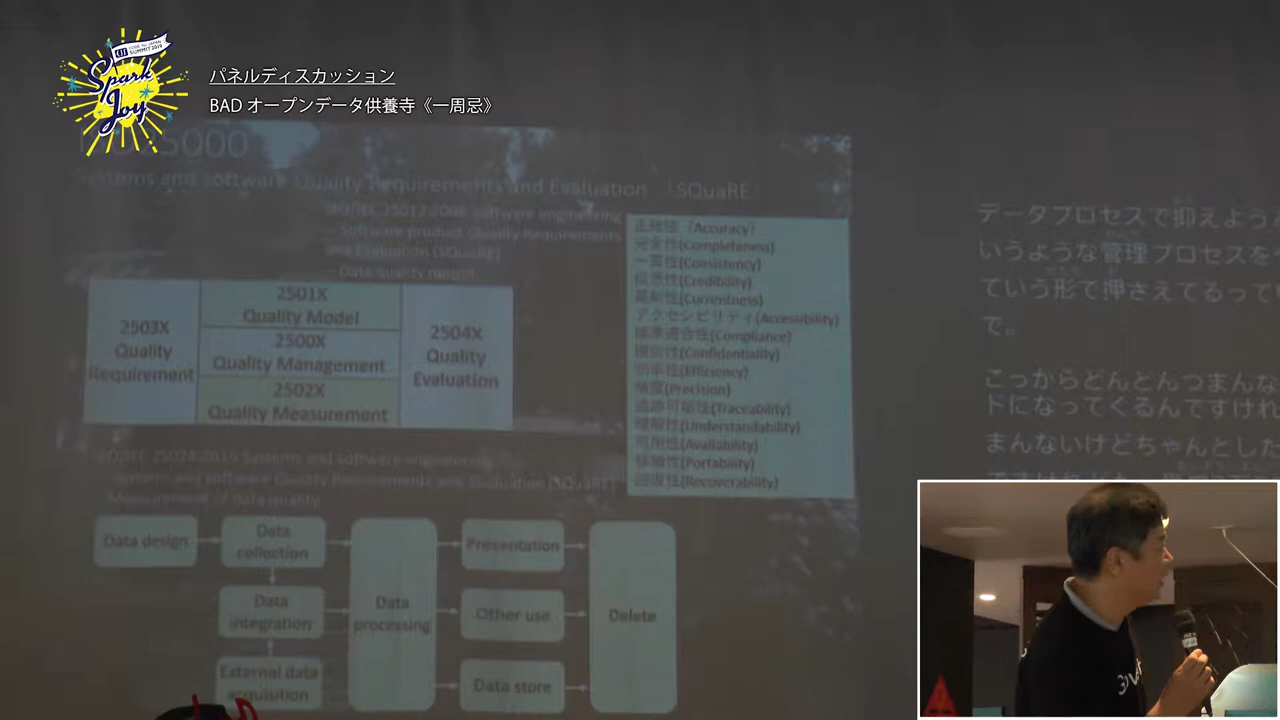 CODE for JAPAN
SUMMIT 2019
Spark
Joy
パネルディスカッション
BAD オープンデータ供養寺《一周忌》
25000
Systems and software Quality Requirements and Evaluation (SQuaRE)
ISO/IEC 25012:2008 Software engineering
Software product Quality Requirements
and Evaluation (SQuaRE)
Data quality model
2503X
Quality
Requirement
2501X
Quality Model
2500X
Quality Management
2502X
Quality Measurement
2504X
Quality
Evaluation
正確性 (Accuracy)
完全性(Completeness)
一貫性(Consistency)
信憑性(Credibility)
最新性(Currentness)
アクセシビリティ(Accessibility)
標準適合性(Compliance)
機密性(Confidentiality)
効率性(Efficiency)
精度(Precision)
追跡可能性(Traceability)
理解性(Understandability)
可用性(Availability)
移植性(Portability)
回復性(Recoverability)
ISO/IEC 25024:2015 Systems and software engineering
Systems and software Quality Requirements and Evaluation (SQuaRE)
Measurement of data quality
Data design
Data
collection
Data
integration
External data
acquisition
Data
processing
Presentation
Other use
Data store
Delete
データプロセスで抑えよう
いうような管理プロセスを
ていう形で押さえてるって
で。
こっからどんどんつまんな
ドになってくるんですけれ
まんないけどちゃんとした